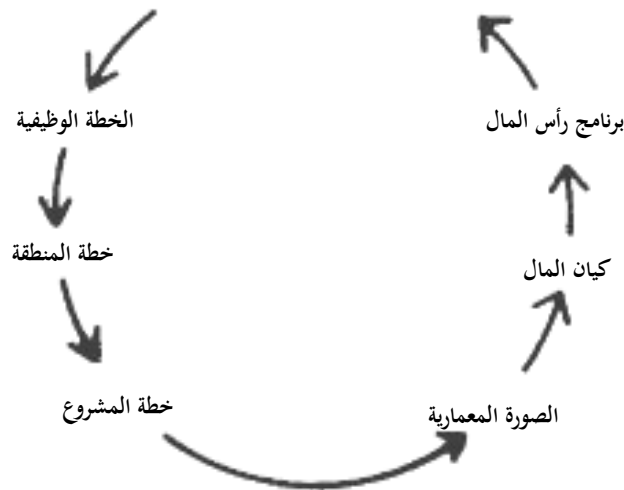 برنامج رأس المال
الخطة الوظيفية
كيان المال
خطة المنطقة
الصورة المعمارية
خطة المشروع